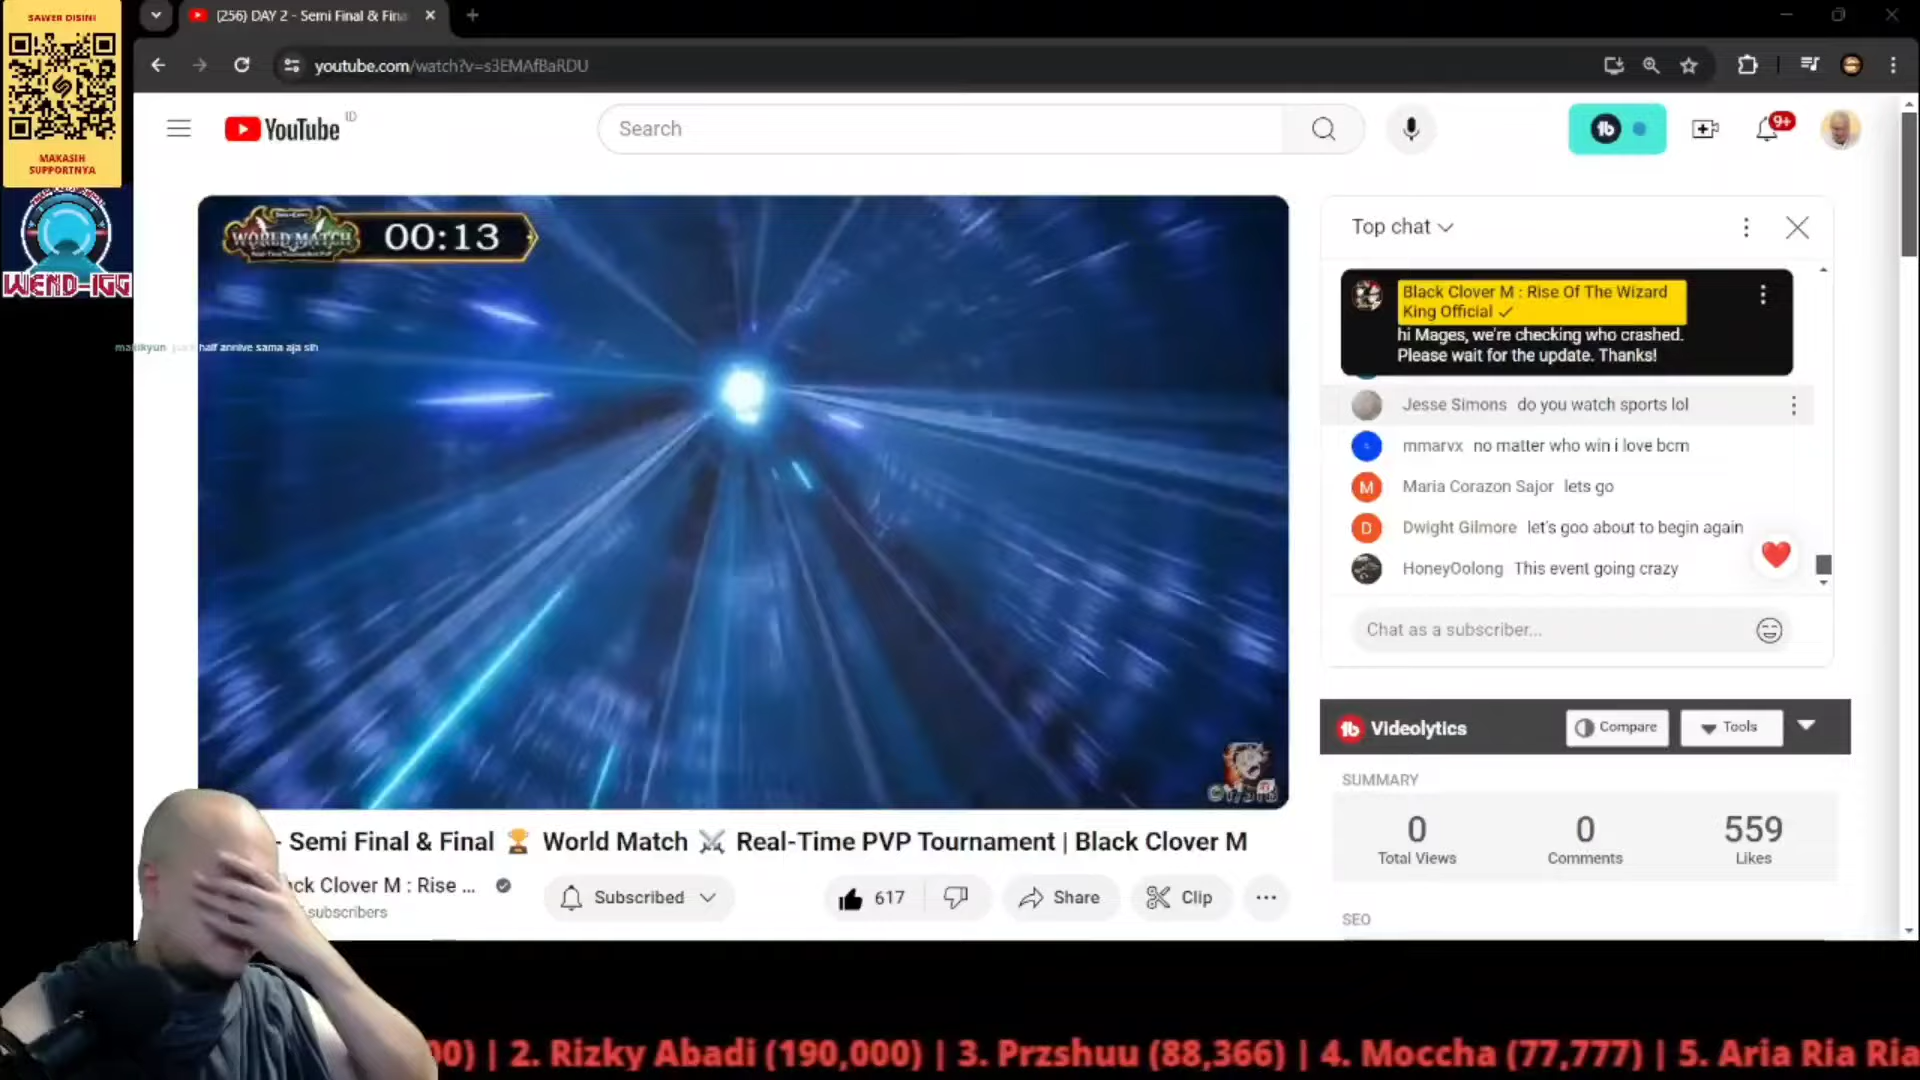 SAWER DISINI
MAKASIH
SUPPORTNYA
WEND-IGG
(256) DAY 2 - Semi Final & Fina
youtube.com/watch?v=s3EMAfBaRDU
YouTube ID
Search
9+
WORLD MATCH
00:13
half annive sama aja sih
Top chat
Black Clover M : Rise Of The Wizard
King Official
hi Mages, we're checking who crashed.
Please wait for the update. Thanks!
Jesse Simons do you watch sports lol
mmarvx no matter who win i love bcm
Maria Corazon Sajor lets go
Dwight Gilmore let's goo about to begin again
HoneyOolong This event going crazy
Chat as a subscriber...
Videolytics
Compare
Tools
SUMMARY
0
Total Views
0
Comments
559
Likes
SEO
- Semi Final & Final 🏆 World Match ⚔ Real-Time PVP Tournament | Black Clover M
ck Clover M : Rise ...
subscribers
Subscribed
617
Share
Clip
00) | 2. Rizky Abadi (190,000) | 3. Przshuu (88,366) | 4. Moccha (77,777) | 5. Aria Ria Ria